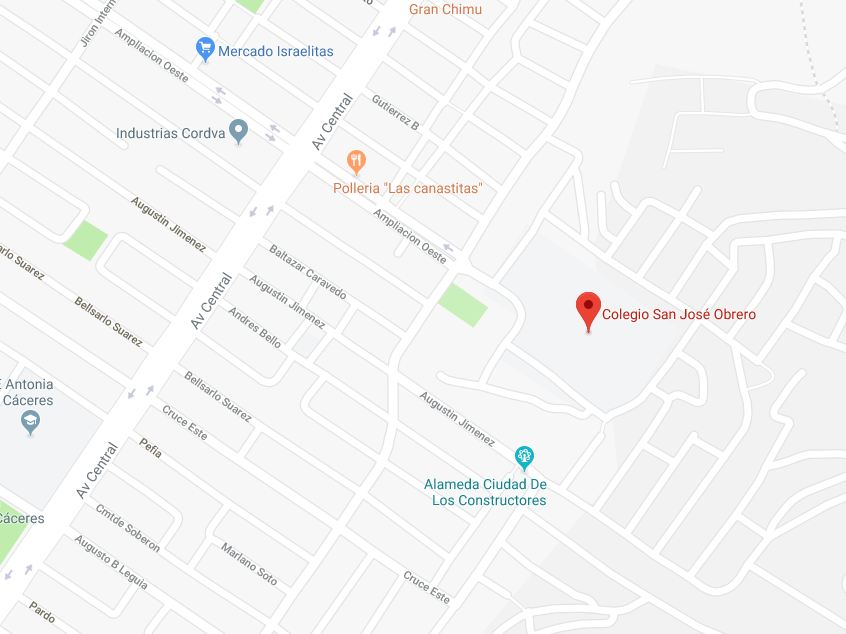 Gran Chimu
Jiron Intern
Ampliacion Oeste
Mercado Israelitas
Industrias Cordva
Av Central
Gutierrez B
Polleria "Las canastitas"
Augustin Jimenez
Ampliacion Oeste
Baltazar Caravedo
Augustin Jimenez
Andres Bello
Av Central
Colegio San José Obrero
arlo Suarez
Bellsarlo Suarez
Bellsarlo Suarez
E Antonia
Cáceres
Cruce Este
Augustin Jimenez
Pefia
Av Central
Alameda Ciudad De
Los Constructores
Cáceres
Cmtde Soberon
Augusto B Leguia
Marlano Soto
Cruce Este
Pardo